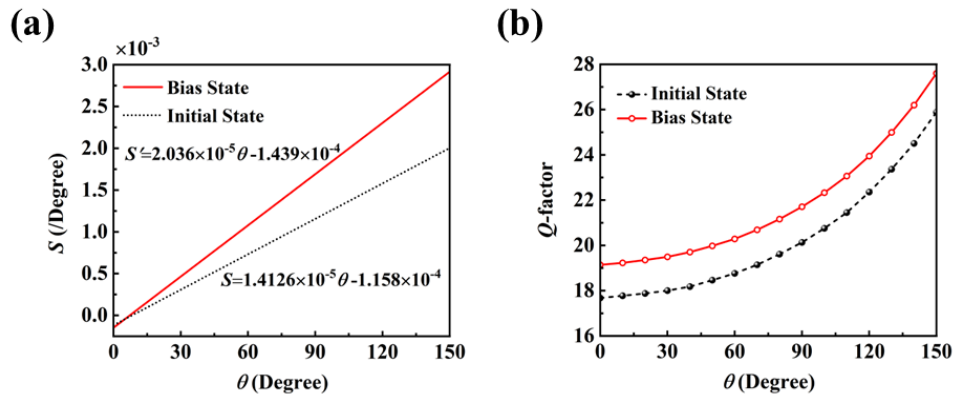 (a)
×10⁻³
S (/Degree)
3.0
2.5
2.0
1.5
1.0
0.5
0.0
Bias State
Initial State
S′=2.036×10⁻⁵θ-1.439×10⁻⁴
S=1.4126×10⁻⁵θ-1.158×10⁻⁴
0 30 60 90 120 150
θ (Degree)
(b)
Q-factor
28
26
24
22
20
18
16
Initial State
Bias State
0 30 60 90 120 150
θ (Degree)